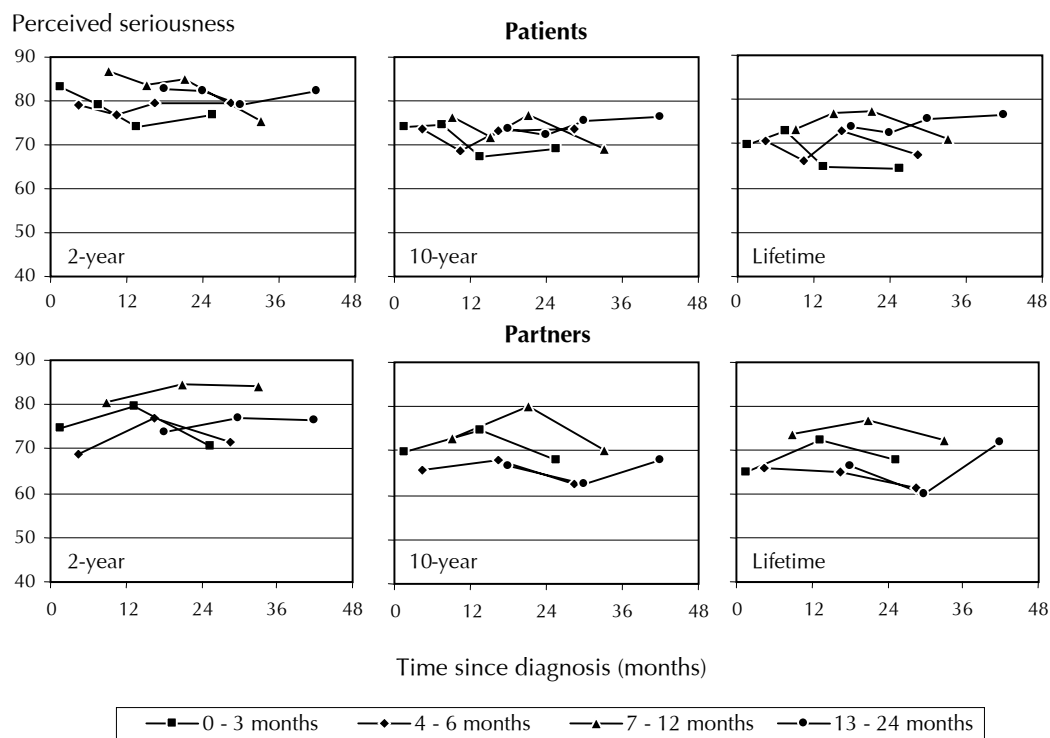 Perceived seriousness
Patients
90
80
70
60
50
40
2-year
10-year
Lifetime
0 12 24 36 48
0 12 24 36 48
0 12 24 36 48
Partners
90
80
70
60
50
40
2-year
10-year
Lifetime
0 12 24 36 48
0 12 24 36 48
0 12 24 36 48
Time since diagnosis (months)
0 - 3 months 4 - 6 months 7 - 12 months 13 - 24 months